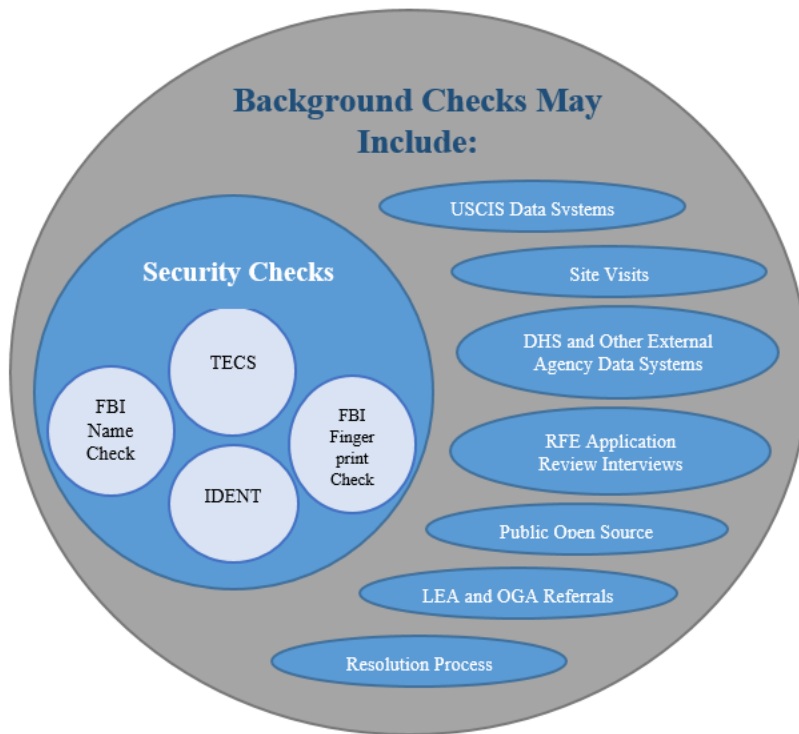 Background Checks May
Include:
USCIS Data Systems
Security Checks
Site Visits
TECS
DHS and Other External
Agency Data Systems
FBI
Name
Check
FBI
Finger
print
Check
RFE Application
Review Interviews
IDENT
Public Open Source
LEA and OGA Referrals
Resolution Process